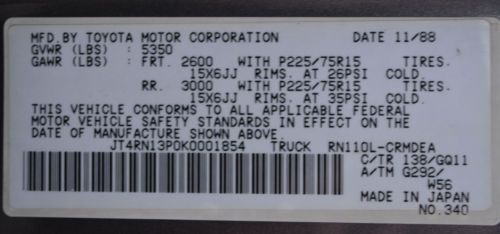 MFD.BY TOYOTA MOTOR CORPORATION DATE 11/88
GVWR (LBS) : 5350
GAWR (LBS) : FRT. 2600 WITH P225/75R15 TIRES.
15X6JJ RIMS. AT 26PSI COLD.
RR. 3000 WITH P225/75R15 TIRES.
15X6JJ RIMS. AT 35PSI COLD.
THIS VEHICLE CONFORMS TO ALL APPLICABLE FEDERAL
MOTOR VEHICLE SAFETY STANDARDS IN EFFECT ON THE
DATE OF MANUFACTURE SHOWN ABOVE.
JT4RN13P0K0001854 TRUCK RN110L-CRMDEA
C/TR 138/GQ11
A/TM G292/
W56
MADE IN JAPAN
NO.340